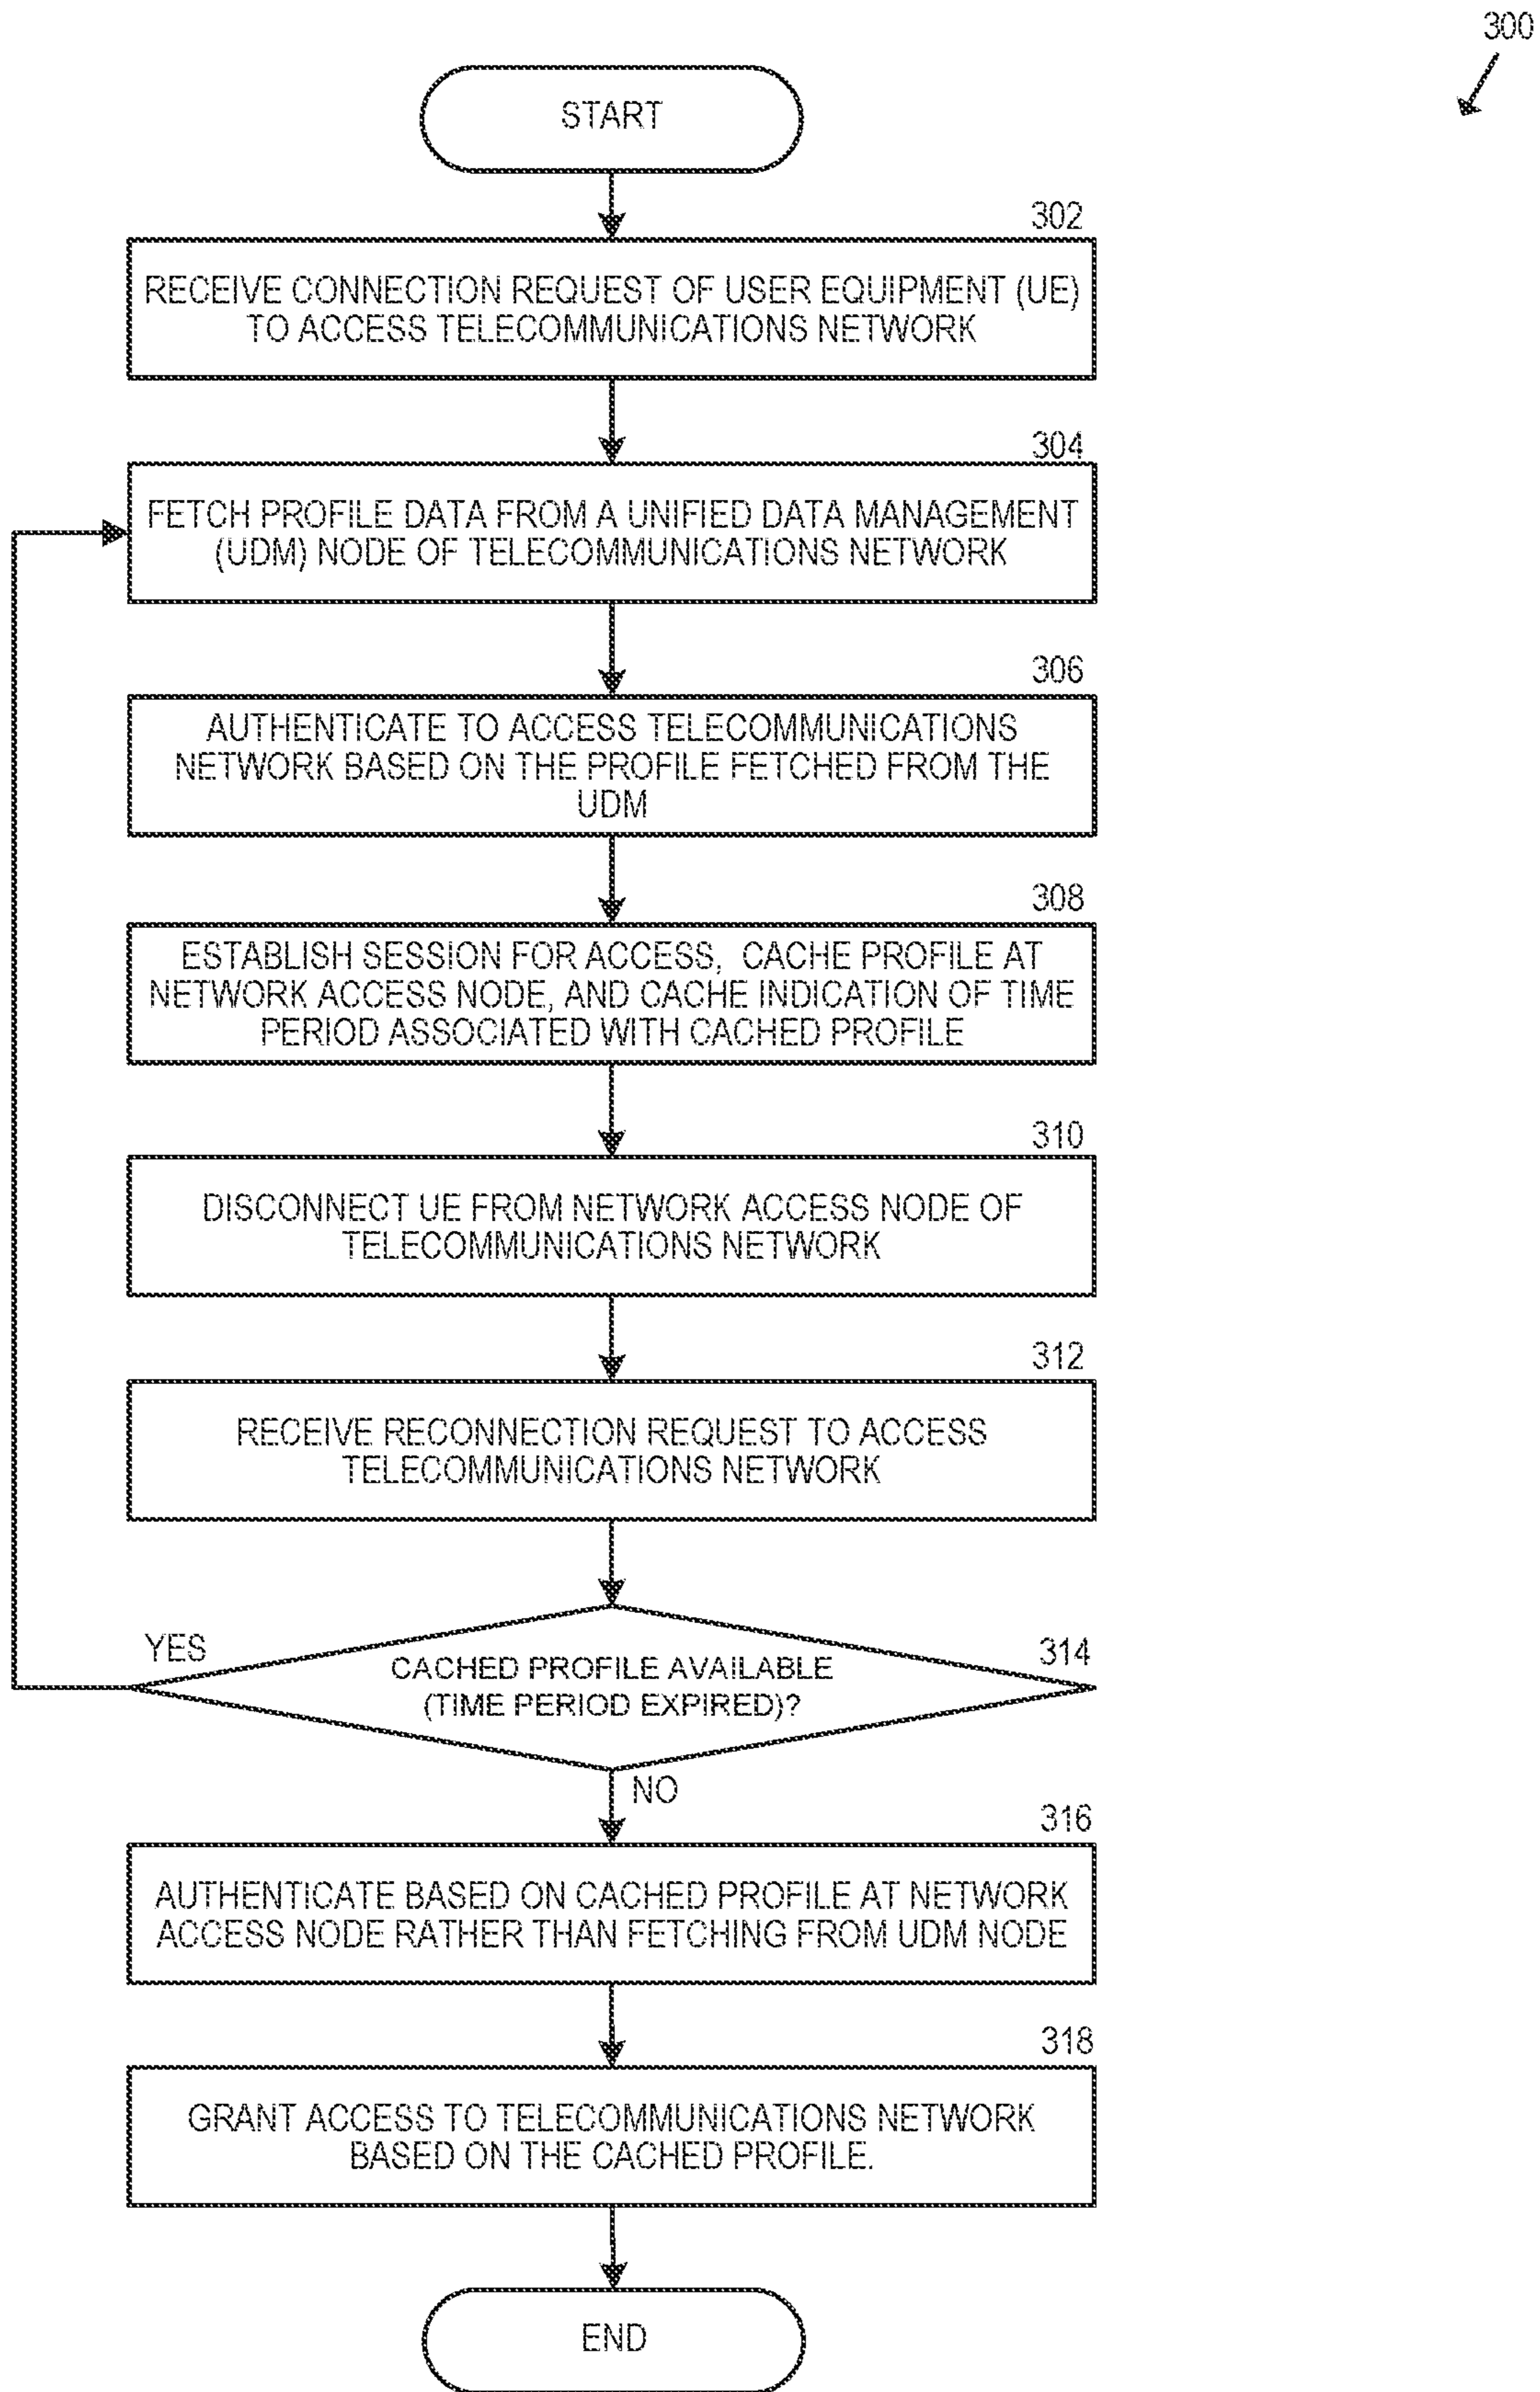 300
START
302
RECEIVE CONNECTION REQUEST OF USER EQUIPMENT (UE)
TO ACCESS TELECOMMUNICATIONS NETWORK
304
FETCH PROFILE DATA FROM A UNIFIED DATA MANAGEMENT
(UDM) NODE OF TELECOMMUNICATIONS NETWORK
306
AUTHENTICATE TO ACCESS TELECOMMUNICATIONS
NETWORK BASED ON THE PROFILE FETCHED FROM THE
UDM
308
ESTABLISH SESSION FOR ACCESS, CACHE PROFILE AT
NETWORK ACCESS NODE, AND CACHE INDICATION OF TIME
PERIOD ASSOCIATED WITH CACHED PROFILE
310
DISCONNECT UE FROM NETWORK ACCESS NODE OF
TELECOMMUNICATIONS NETWORK
312
RECEIVE RECONNECTION REQUEST TO ACCESS
TELECOMMUNICATIONS NETWORK
YES
314
CACHED PROFILE AVAILABLE
(TIME PERIOD EXPIRED)?
NO
316
AUTHENTICATE BASED ON CACHED PROFILE AT NETWORK
ACCESS NODE RATHER THAN FETCHING FROM UDM NODE
318
GRANT ACCESS TO TELECOMMUNICATIONS NETWORK
BASED ON THE CACHED PROFILE.
END